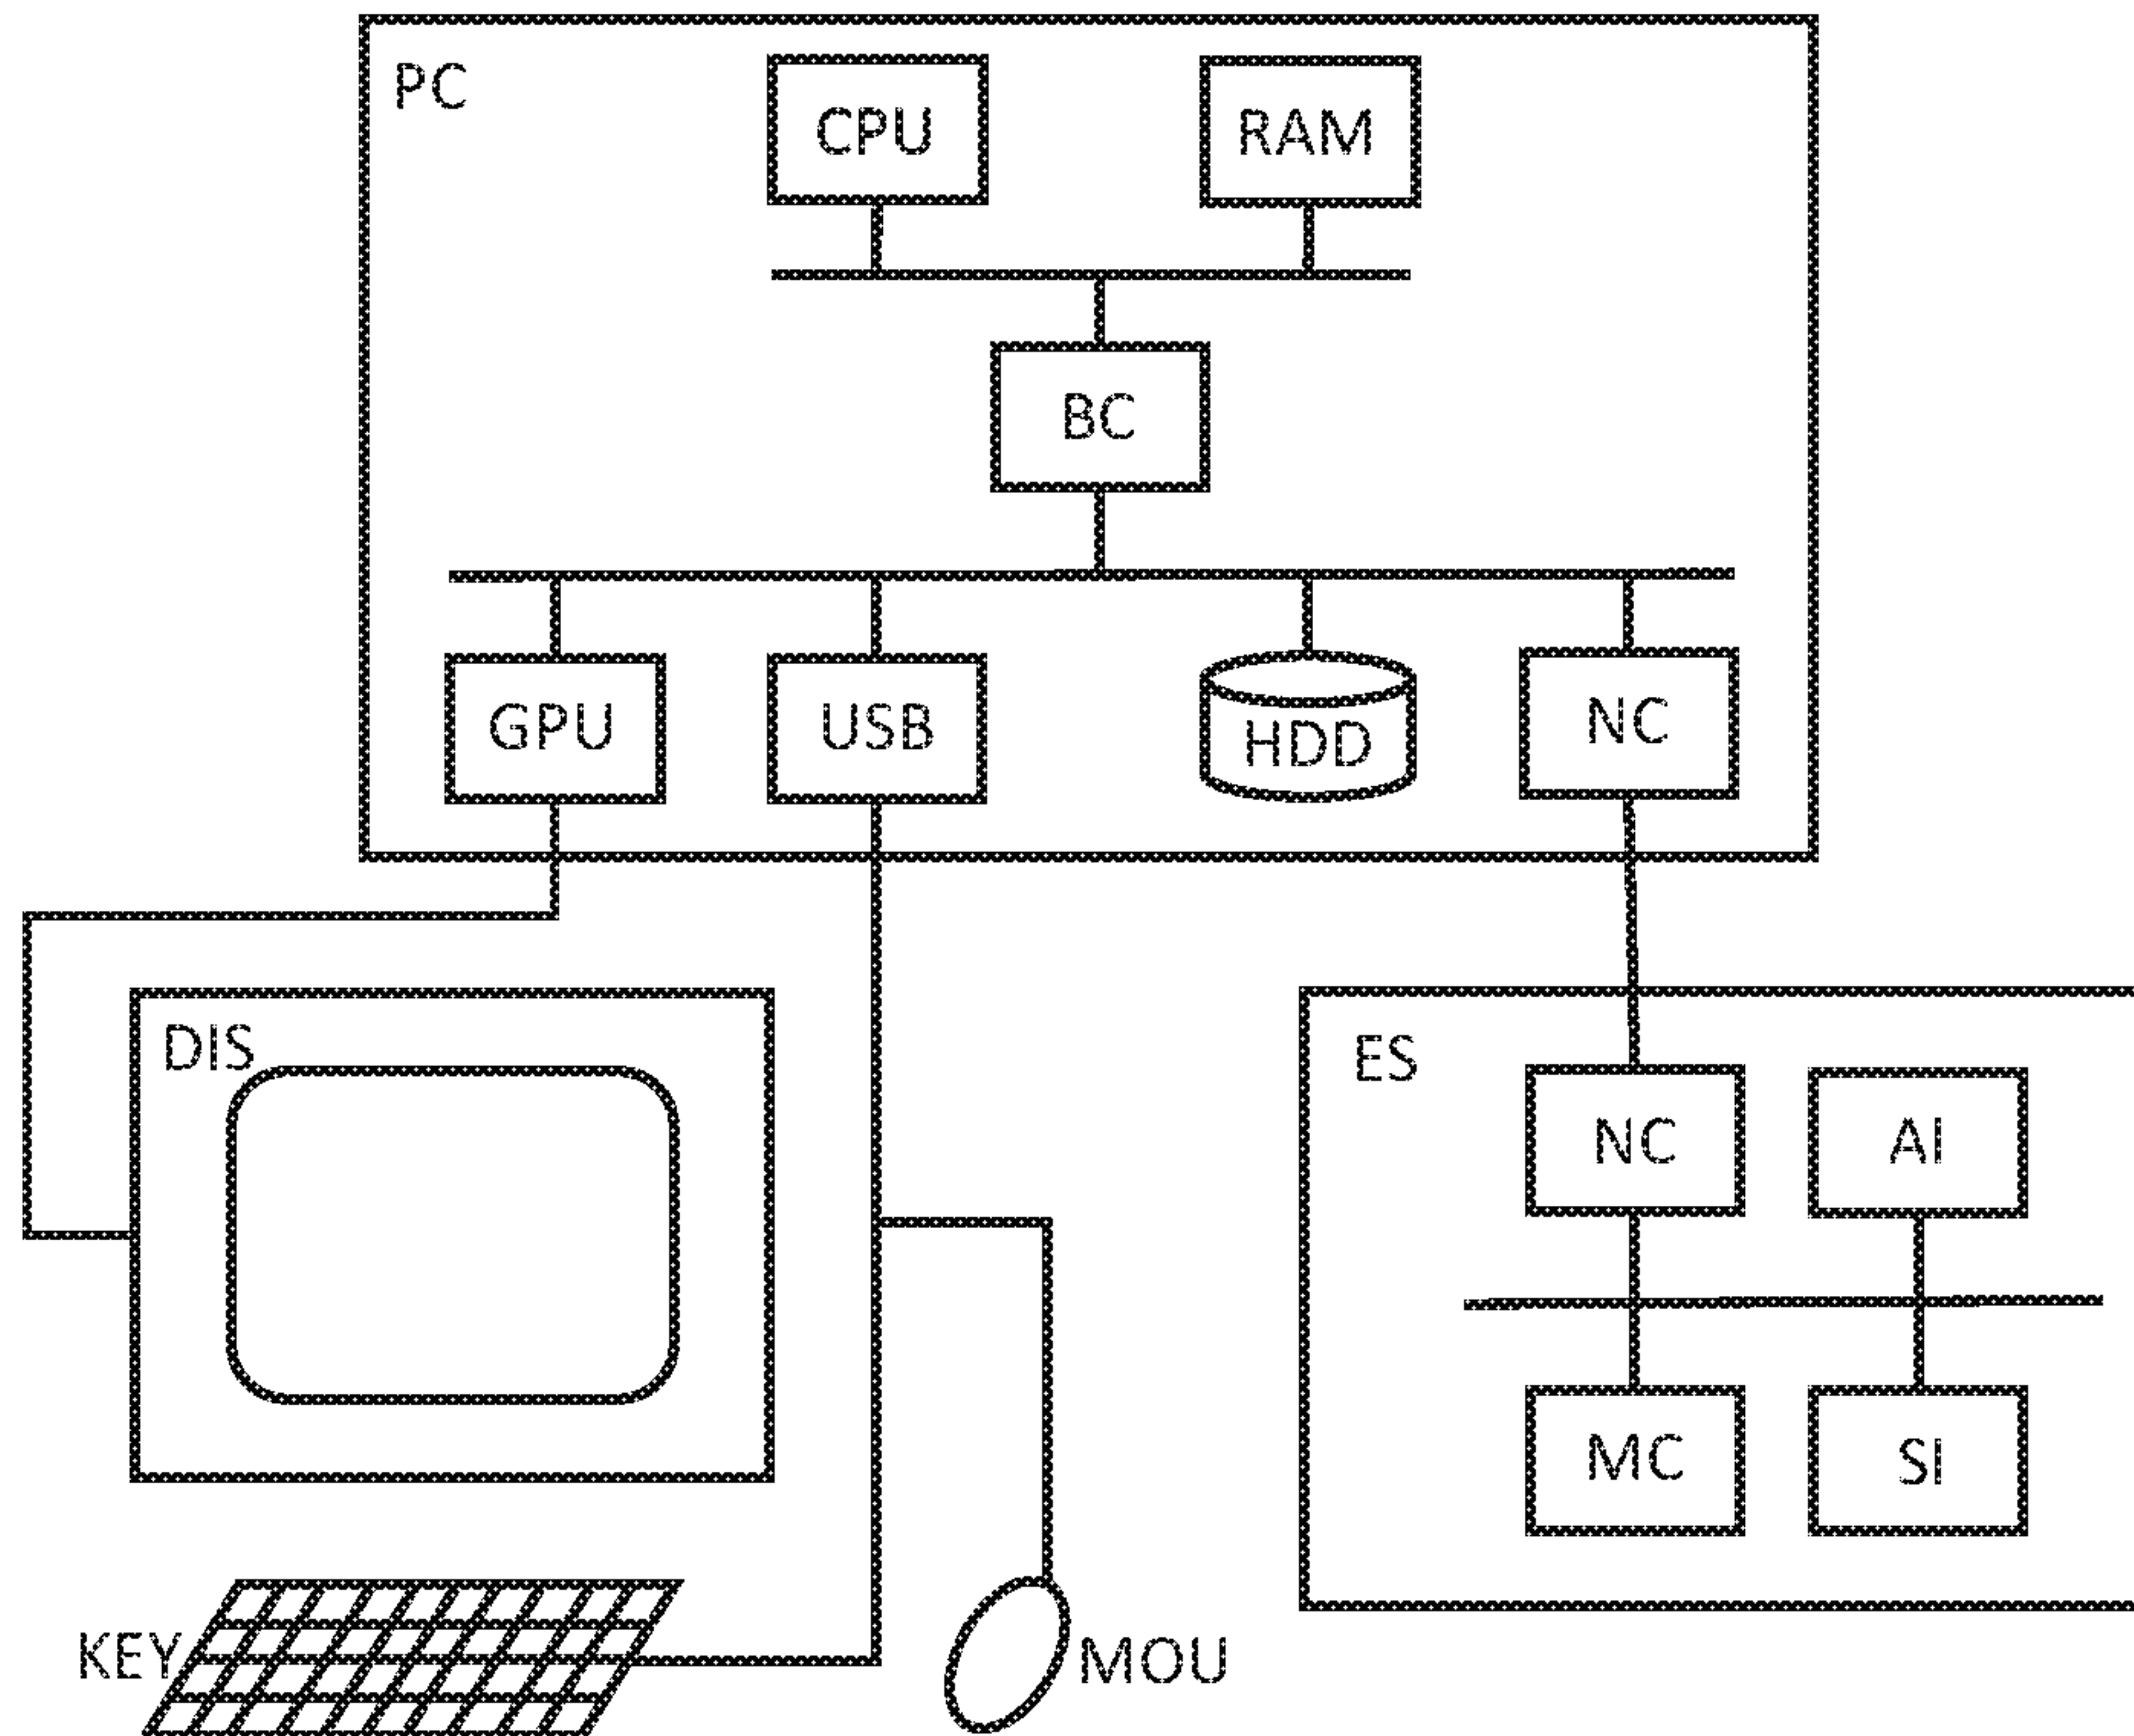 PC
CPU
RAM
BC
GPU
USB
HDD
NC
DIS
ES
NC
AI
MC
SI
KEY
MOU